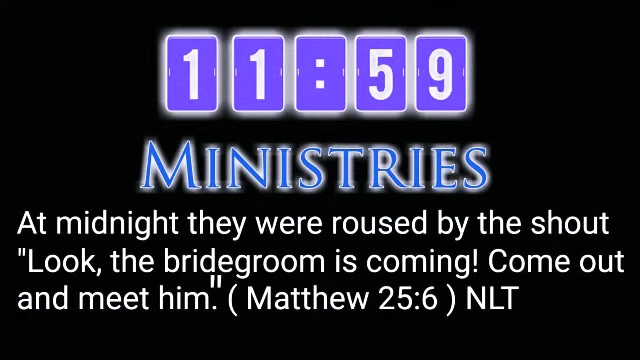 11:59
MINISTRIES
At midnight they were roused by the shout
"Look, the bridegroom is coming! Come out
and meet him." ( Matthew 25:6 ) NLT